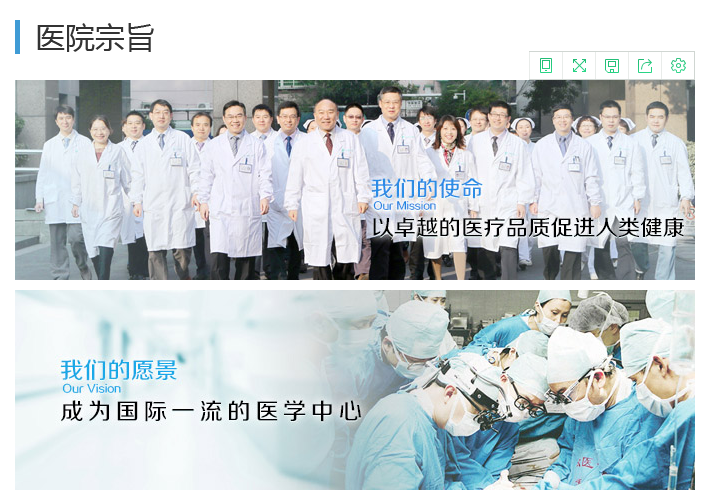 医院宗旨
我们的使命
Our Mission
以卓越的医疗品质促进人类健康
我们的愿景
Our Vision
成为国际一流的医学中心